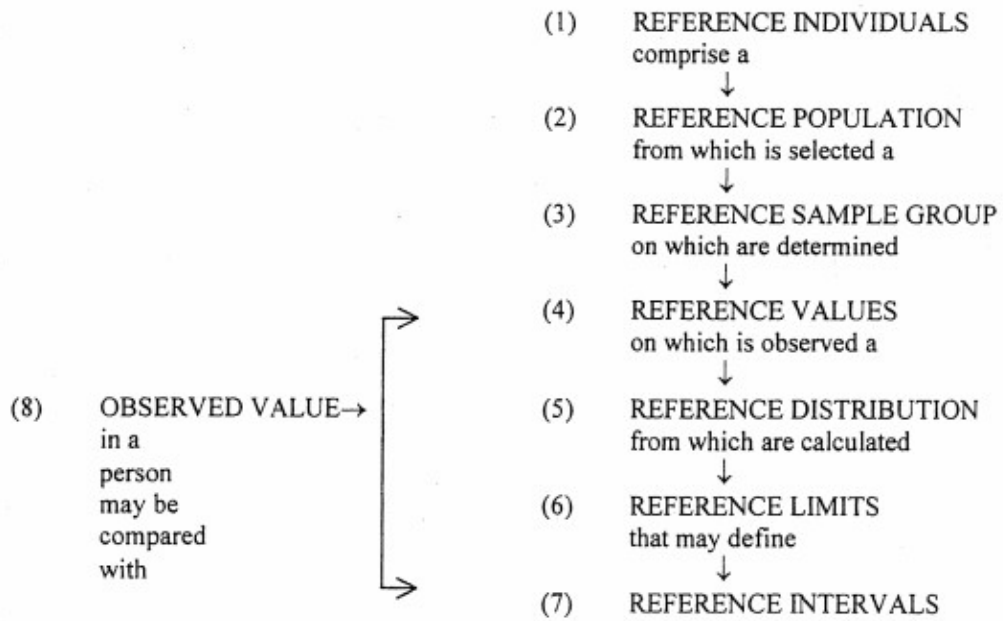 (1) REFERENCE INDIVIDUALS
comprise a
↓
(2) REFERENCE POPULATION
from which is selected a
↓
(3) REFERENCE SAMPLE GROUP
on which are determined
↓
(4) REFERENCE VALUES
on which is observed a
↓
(5) REFERENCE DISTRIBUTION
from which are calculated
↓
(6) REFERENCE LIMITS
that may define
↓
(7) REFERENCE INTERVALS
(8) OBSERVED VALUE→
in a
person
may be
compared
with